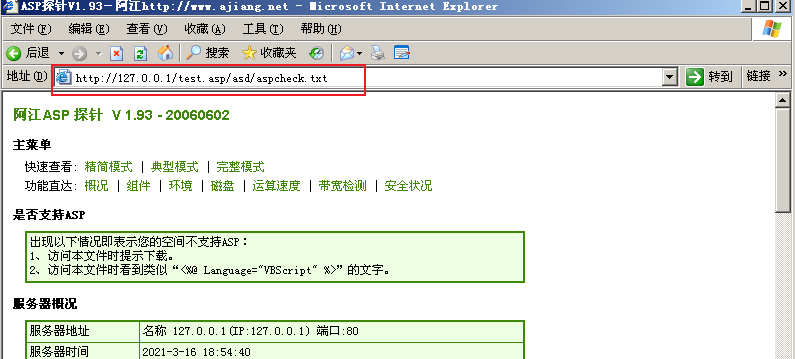 ASP探针V1.93－阿江http://www.ajiang.net - Microsoft Internet Explorer
文件(F) 编辑(E) 查看(V) 收藏(A) 工具(T) 帮助(H)
后退 搜索 收藏夹
地址(D) http://127.0.0.1/test.asp/asd/aspcheck.txt 转到 链接 »
阿江ASP 探针 V 1.93 - 20060602
主菜单
快速查看: 精简模式 | 典型模式 | 完整模式
功能直达: 概况 | 组件 | 环境 | 磁盘 | 运算速度 | 带宽检测 | 安全状况
是否支持ASP
出现以下情况即表示您的空间不支持ASP：
1、访问本文件时提示下载。
2、访问本文件时看到类似“<%@ Language="VBScript" %>”的文字。
服务器概况
服务器地址 名称 127.0.0.1(IP:127.0.0.1) 端口:80
服务器时间 2021-3-16 18:54:40